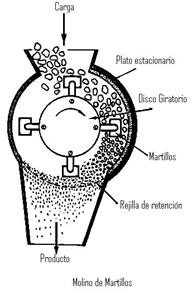 Carga
Plato estacionario
Disco Giratorio
Martillos
Rejilla de retención
Producto
Molino de Martillos